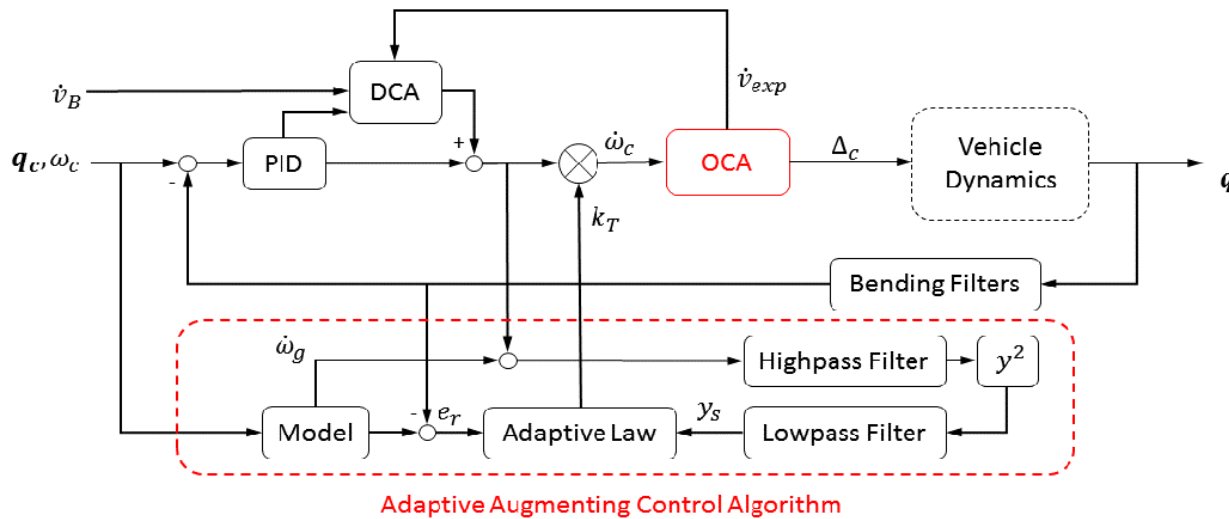 v̇_B
DCA
v̇_exp
q_c, ω_c
-
PID
+
ω̇_c
OCA
Δ_c
Vehicle
Dynamics
q
k_T
Bending Filters
ω̇_g
Highpass Filter
y²
-
e_r
Model
Adaptive Law
y_s
Lowpass Filter
Adaptive Augmenting Control Algorithm